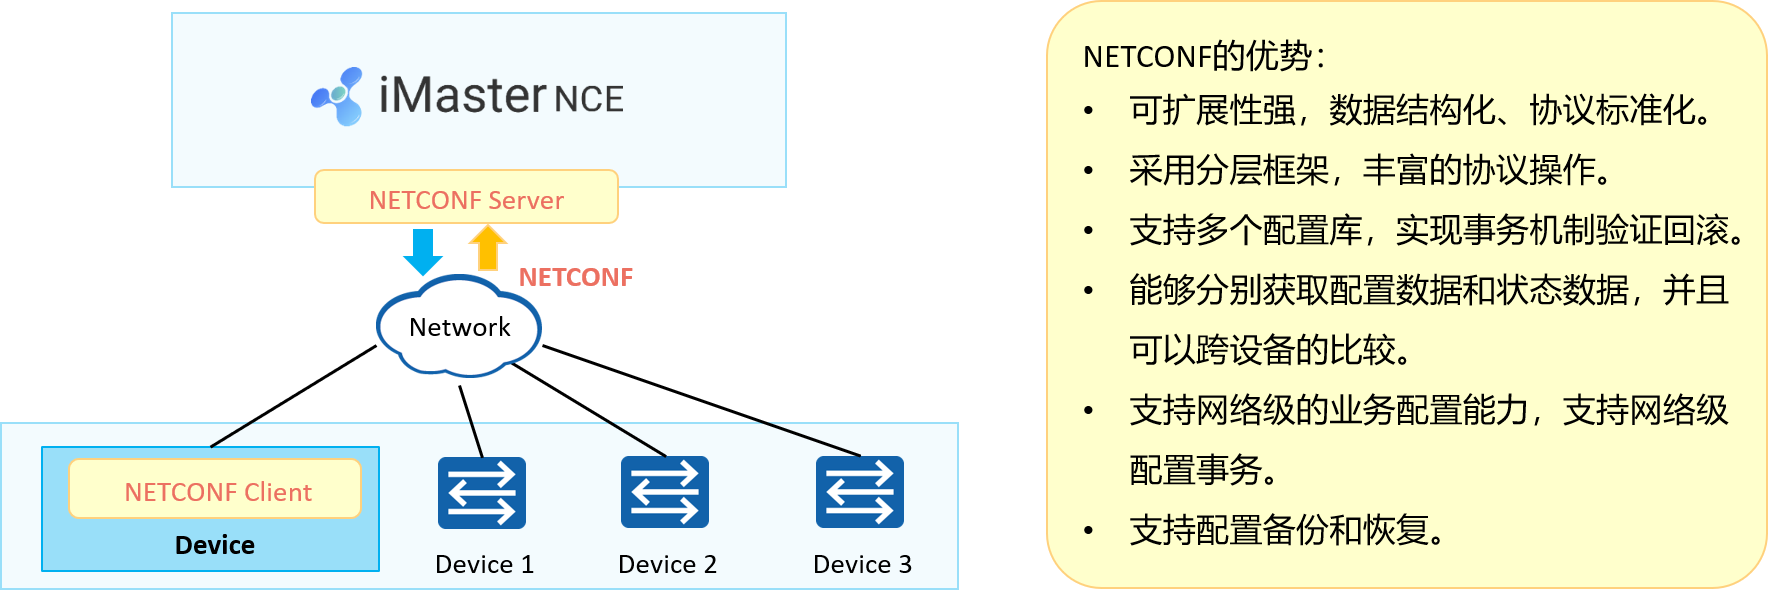 iMaster NCE
NETCONF Server
NETCONF
Network
NETCONF Client
Device
Device 1
Device 2
Device 3
NETCONF的优势：
• 可扩展性强，数据结构化、协议标准化。
• 采用分层框架，丰富的协议操作。
• 支持多个配置库，实现事务机制验证回滚。
• 能够分别获取配置数据和状态数据，并且
可以跨设备的比较。
• 支持网络级的业务配置能力，支持网络级
配置事务。
• 支持配置备份和恢复。